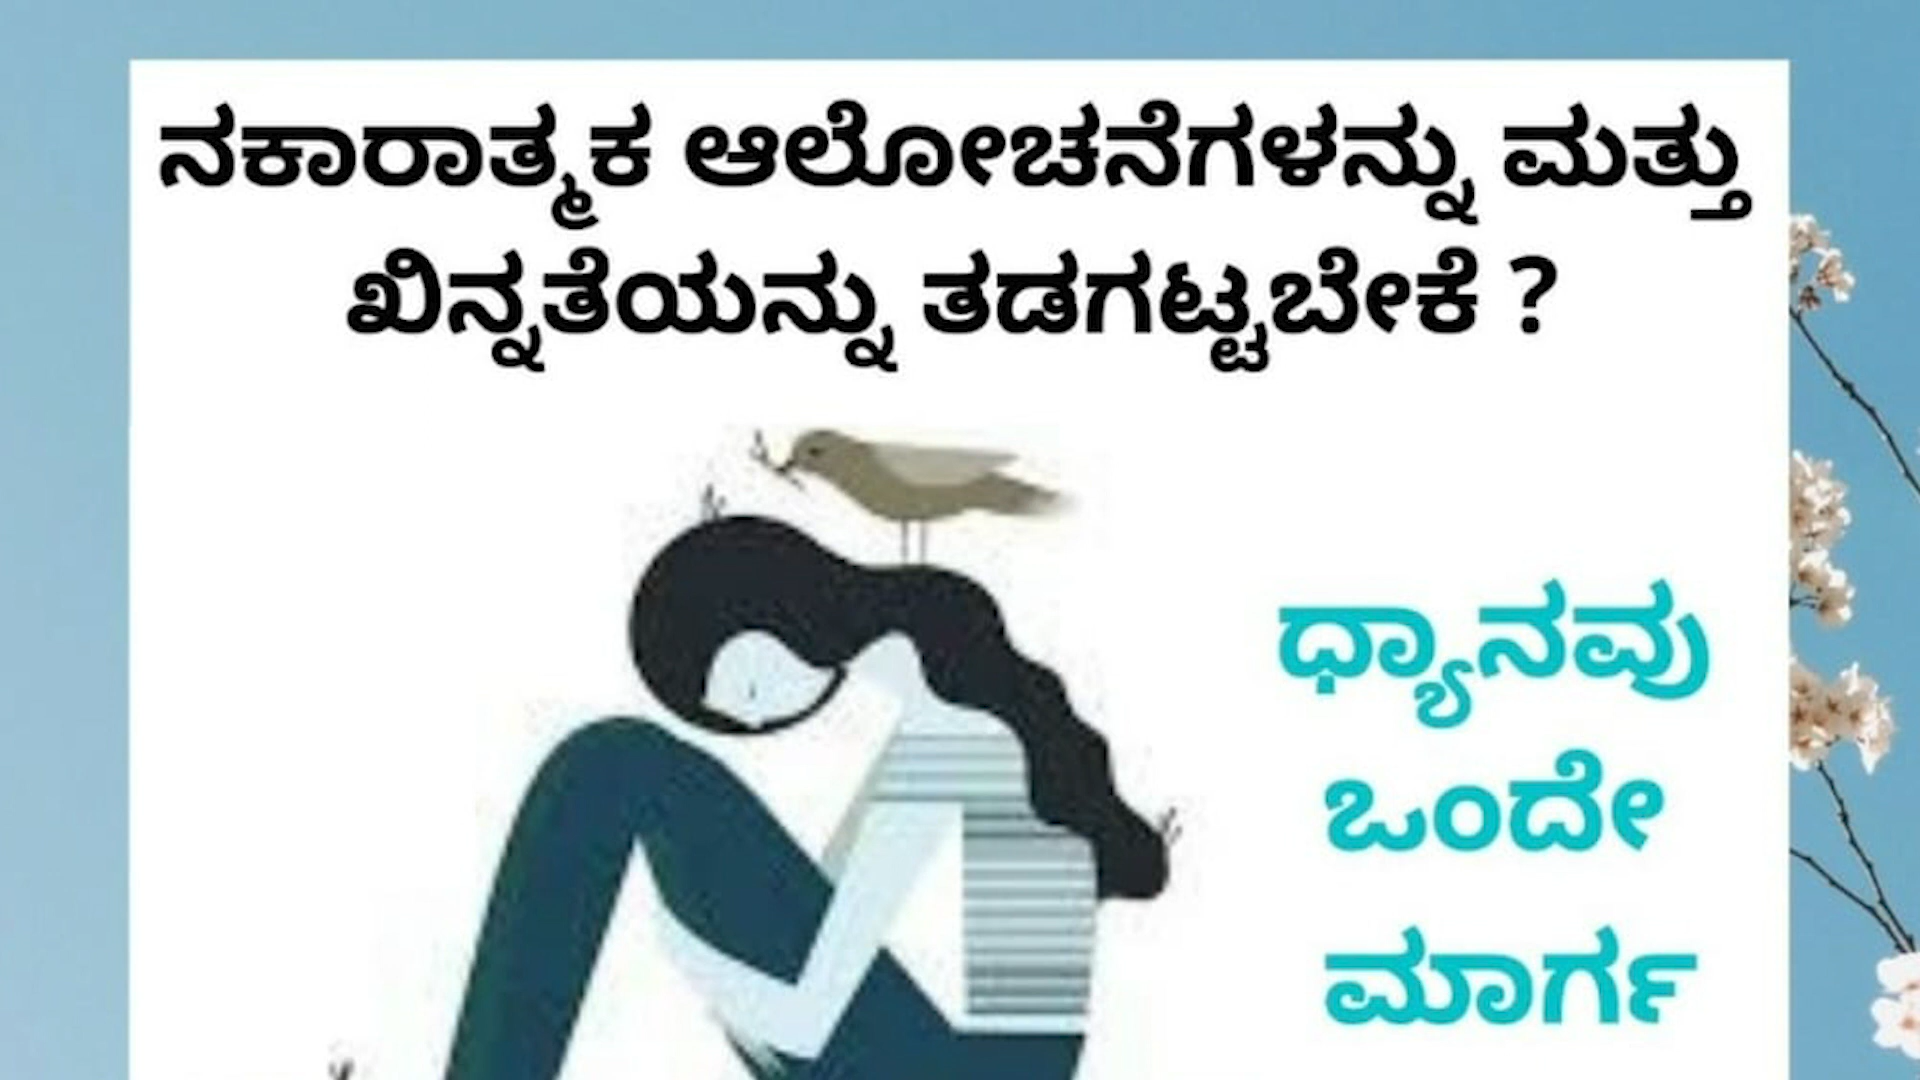 ನಕಾರಾತ್ಮಕ ಆಲೋಚನೆಗಳನ್ನು ಮತ್ತು
ಖಿನ್ನತೆಯನ್ನು ತಡಗಟ್ಟಬೇಕೆ ?
ಧ್ಯಾನವು
ಒಂದೇ
ಮಾರ್ಗ